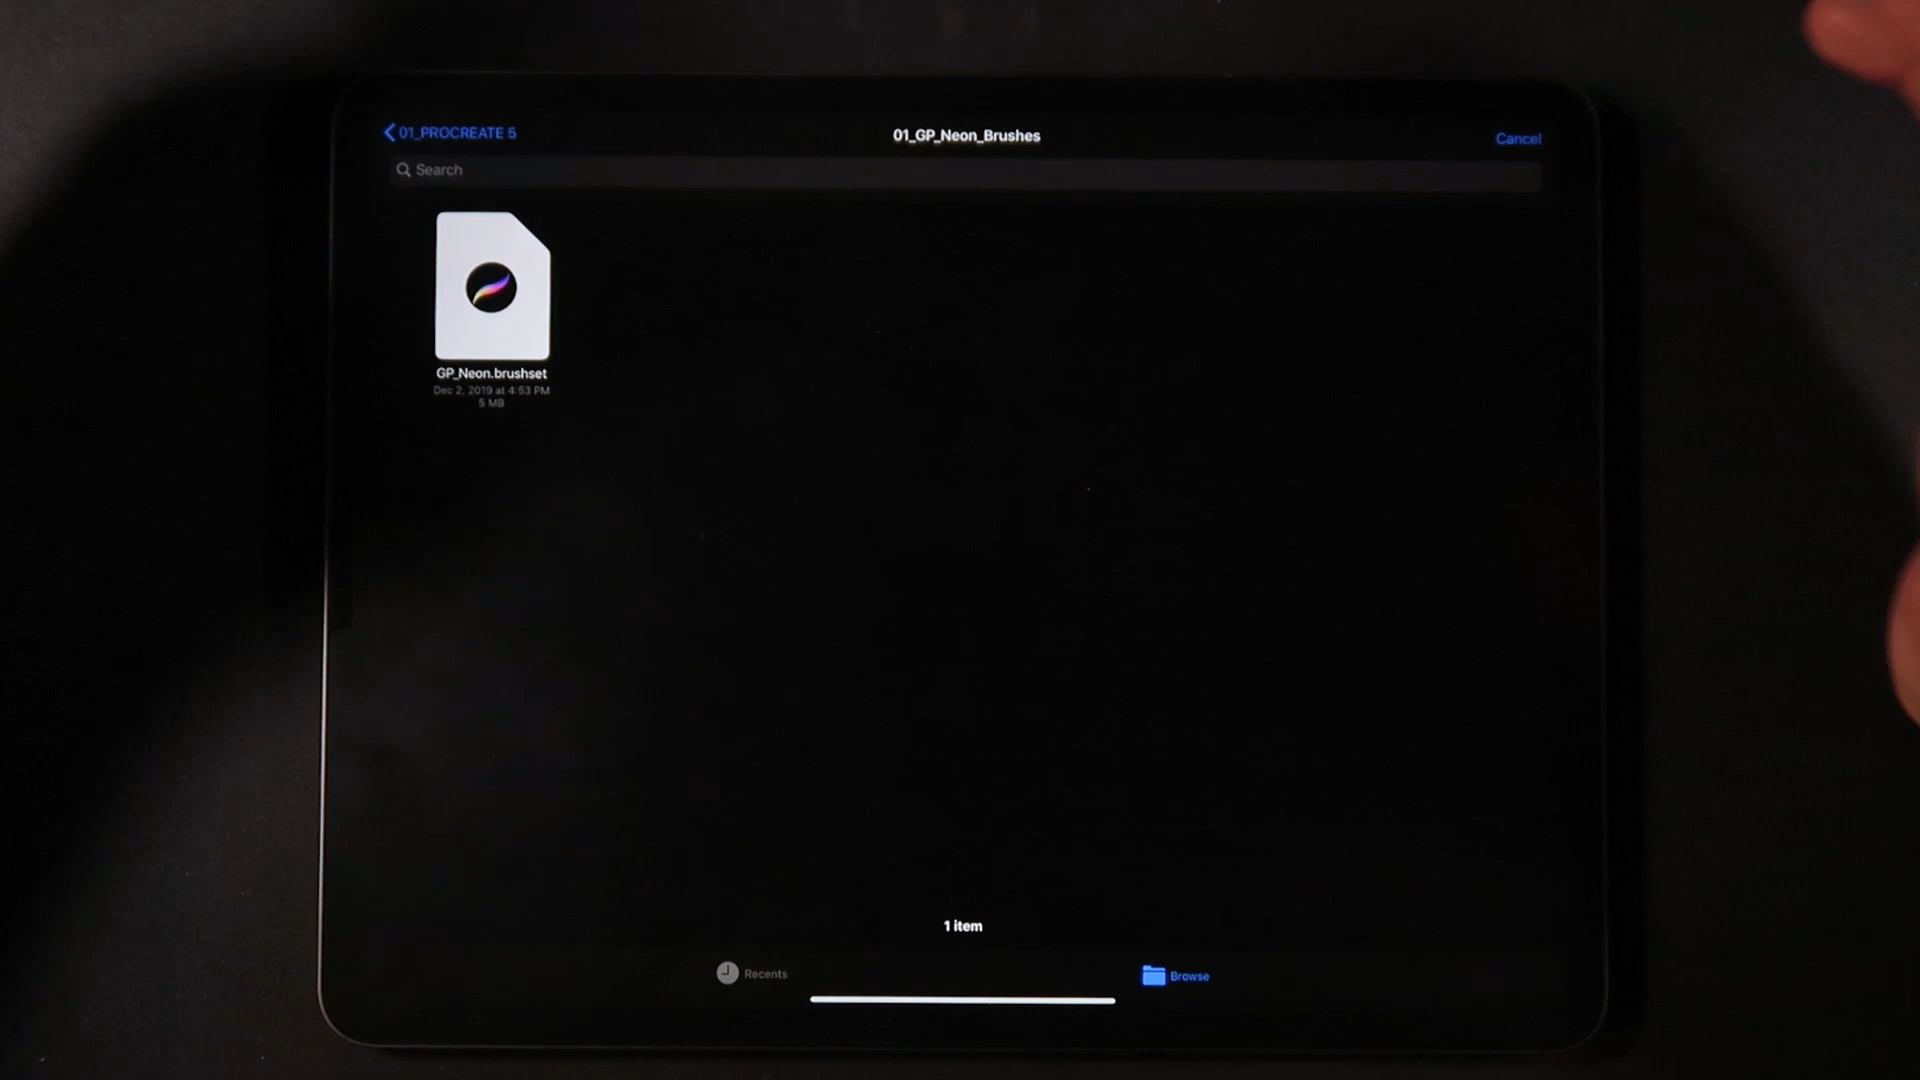 01_PROCREATE 5
01_GP_Neon_Brushes
Cancel
Search
GP_Neon.brushset
Dec 2, 2019 at 4:53 PM
5 MB
1 item
Recents
Browse